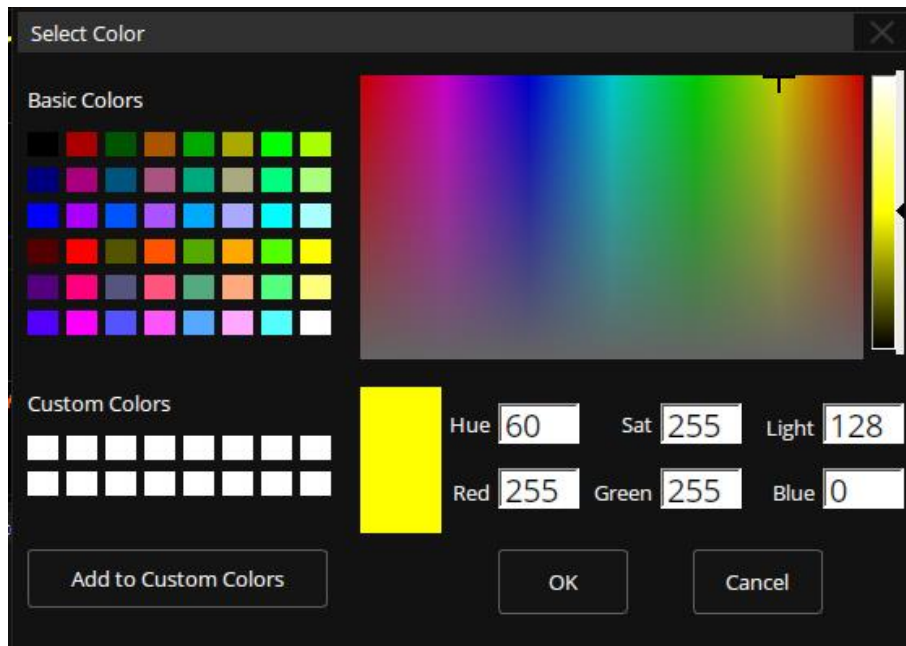 Select Color
Basic Colors
Custom Colors
Hue 60 Sat 255 Light 128
Red 255 Green 255 Blue 0
Add to Custom Colors OK Cancel